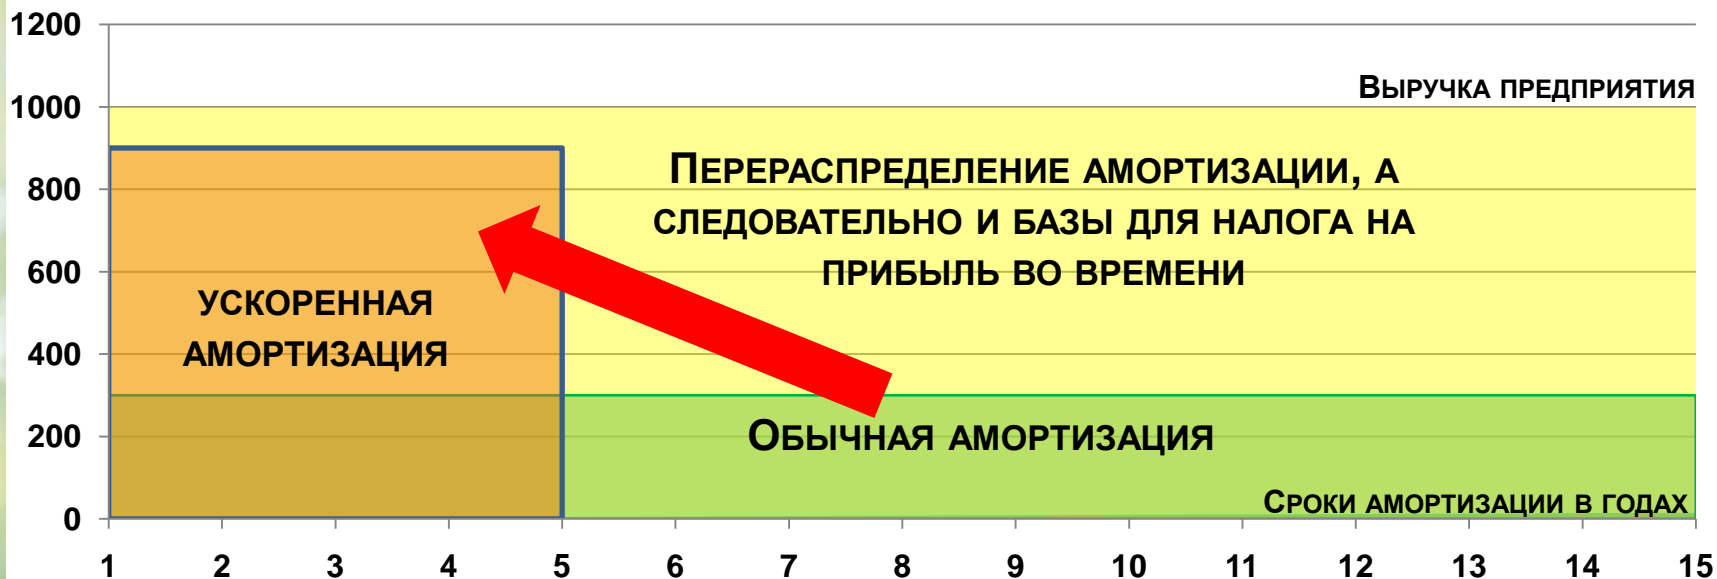 1200
Выручка предприятия
1000
Перераспределение амортизации, а
800
следовательно и базы для налога на
прибыль во времени
600
ускоренная
амортизация
400
Обычная амортизация
200
Сроки амортизации в годах
0
1 2 3 4 5 6 7 8 9 10 11 12 13 14 15